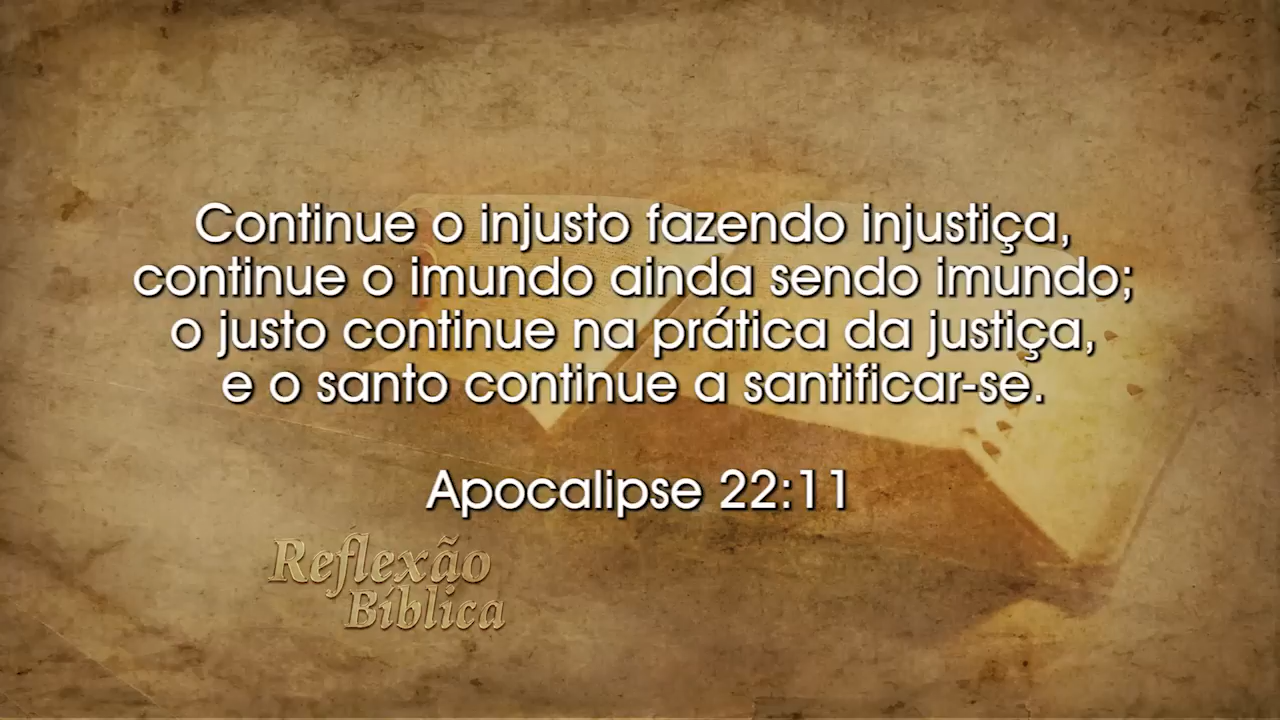 Continue o injusto fazendo injustiça,
continue o imundo ainda sendo imundo;
o justo continue na prática da justiça,
e o santo continue a santificar-se.
Apocalipse 22:11
Reflexão
Bíblica